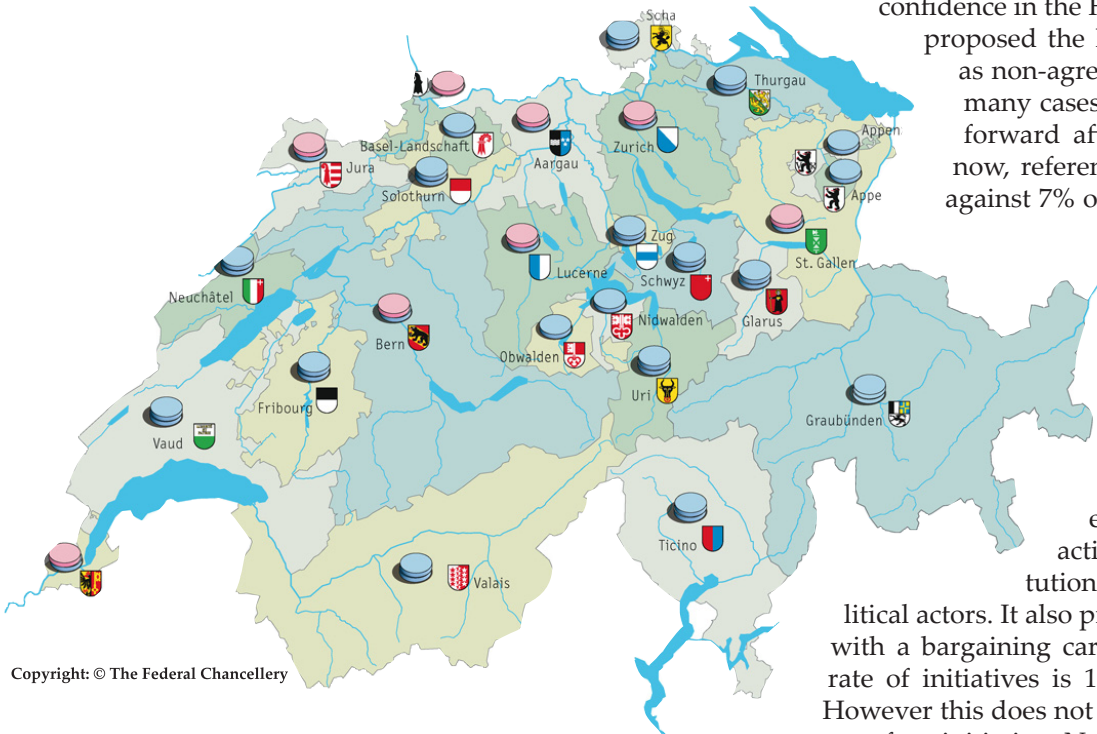 confidence in the
proposed the
as non-agre
many cases
forward af
now, referen
against 7% o
Scha
Thurgau
Appen
Basel-Landschaft
Aargau
Zurich
Jura
Solothurn
Appe
Zug
St. Gallen
Lucerne
Schwyz
Neuchâtel
Nidwalden
Glarus
Bern
Obwalden
Uri
Fribourg
Graubünden
Vaud
Ticino
Valais
acti
tution
litical actors. It also p
with a bargaining car
rate of initiatives is 1
However this does not
Copyright: © The Federal Chancellery